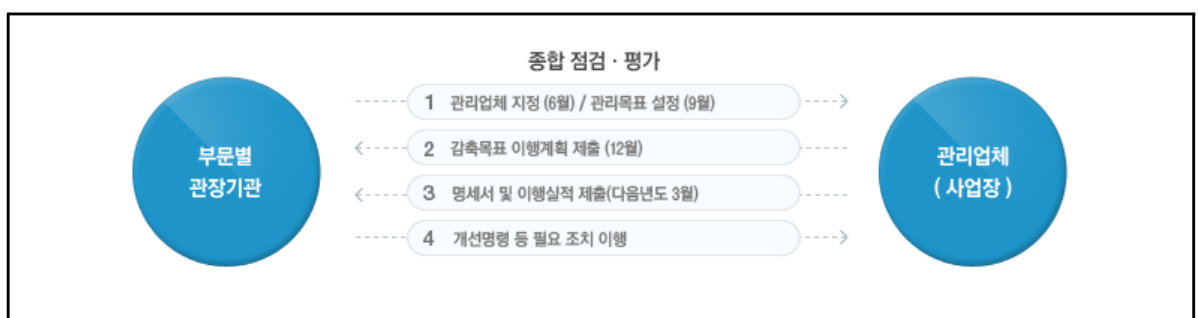 종합 점검 · 평가
부문별
관장기관
1 관리업체 지정 (6월) / 관리목표 설정 (9월)
2 감축목표 이행계획 제출 (12월)
3 명세서 및 이행실적 제출(다음년도 3월)
4 개선명령 등 필요 조치 이행
관리업체
( 사업장 )